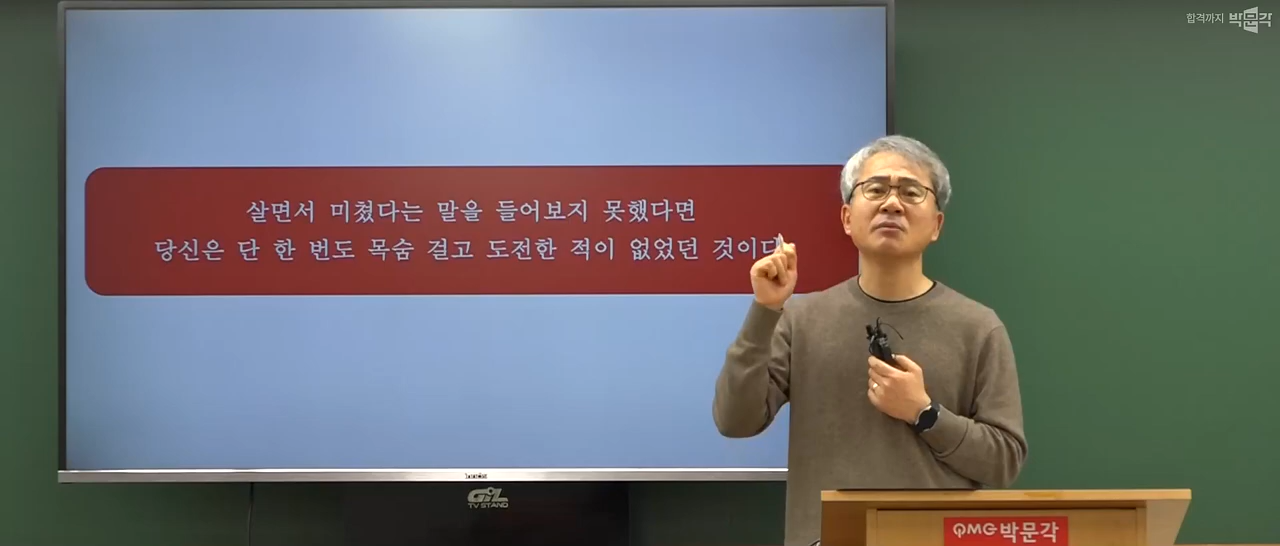 합격까지 박문각
살면서 미쳤다는 말을 들어보지 못했다면
당신은 단 한 번도 목숨 걸고 도전한 적이 없었던 것이다
GIL
TV STAND
PMG 박문각